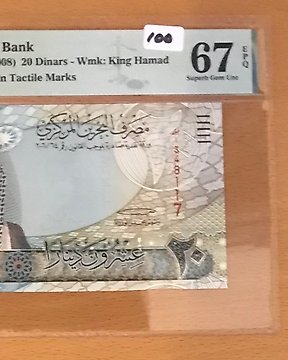 Bank
100
67 EPQ
008) 20 Dinars - Wmk: King Hamad
Superb Gem Unc
n Tactile Marks
مصرف البحرين المركزي
عشرون دينارا
٢٠